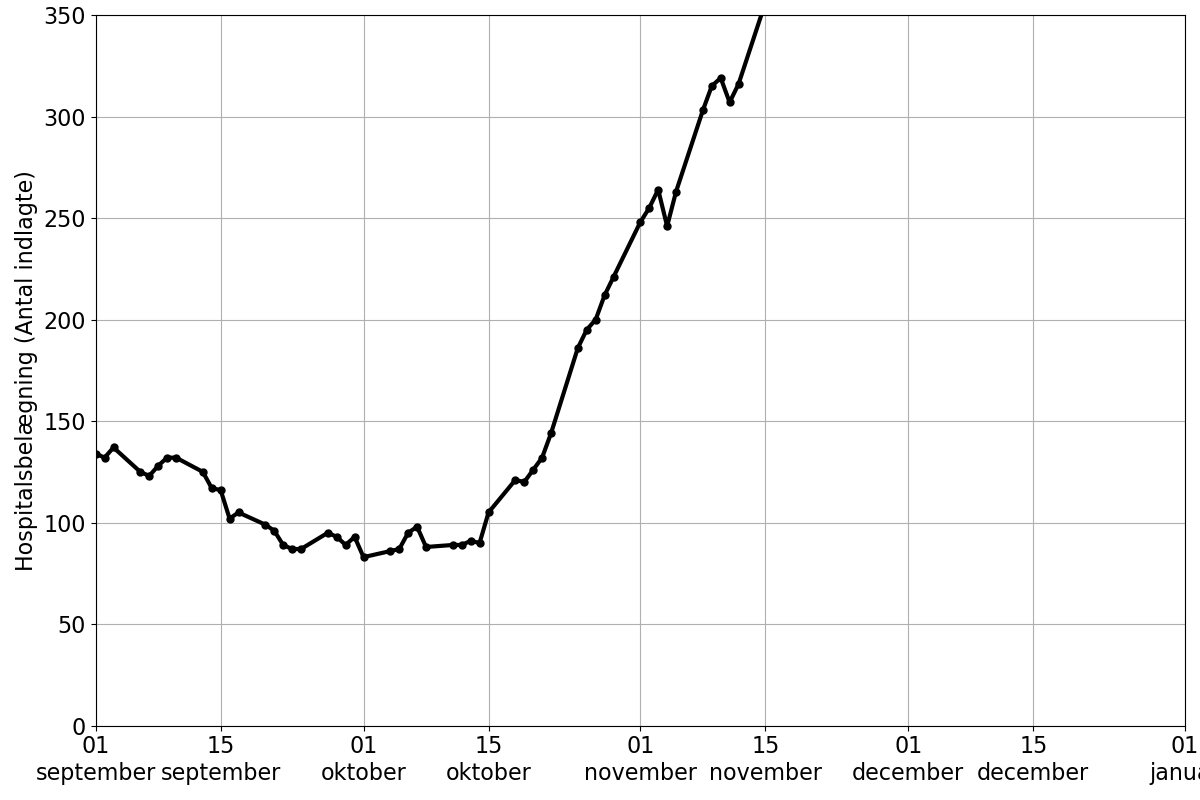 350
300
250
200
150
100
50
0
Hospitalsbelægning (Antal indlagte)
01 15 01 15 01 15 01 15 01
september september oktober oktober november november december december janua